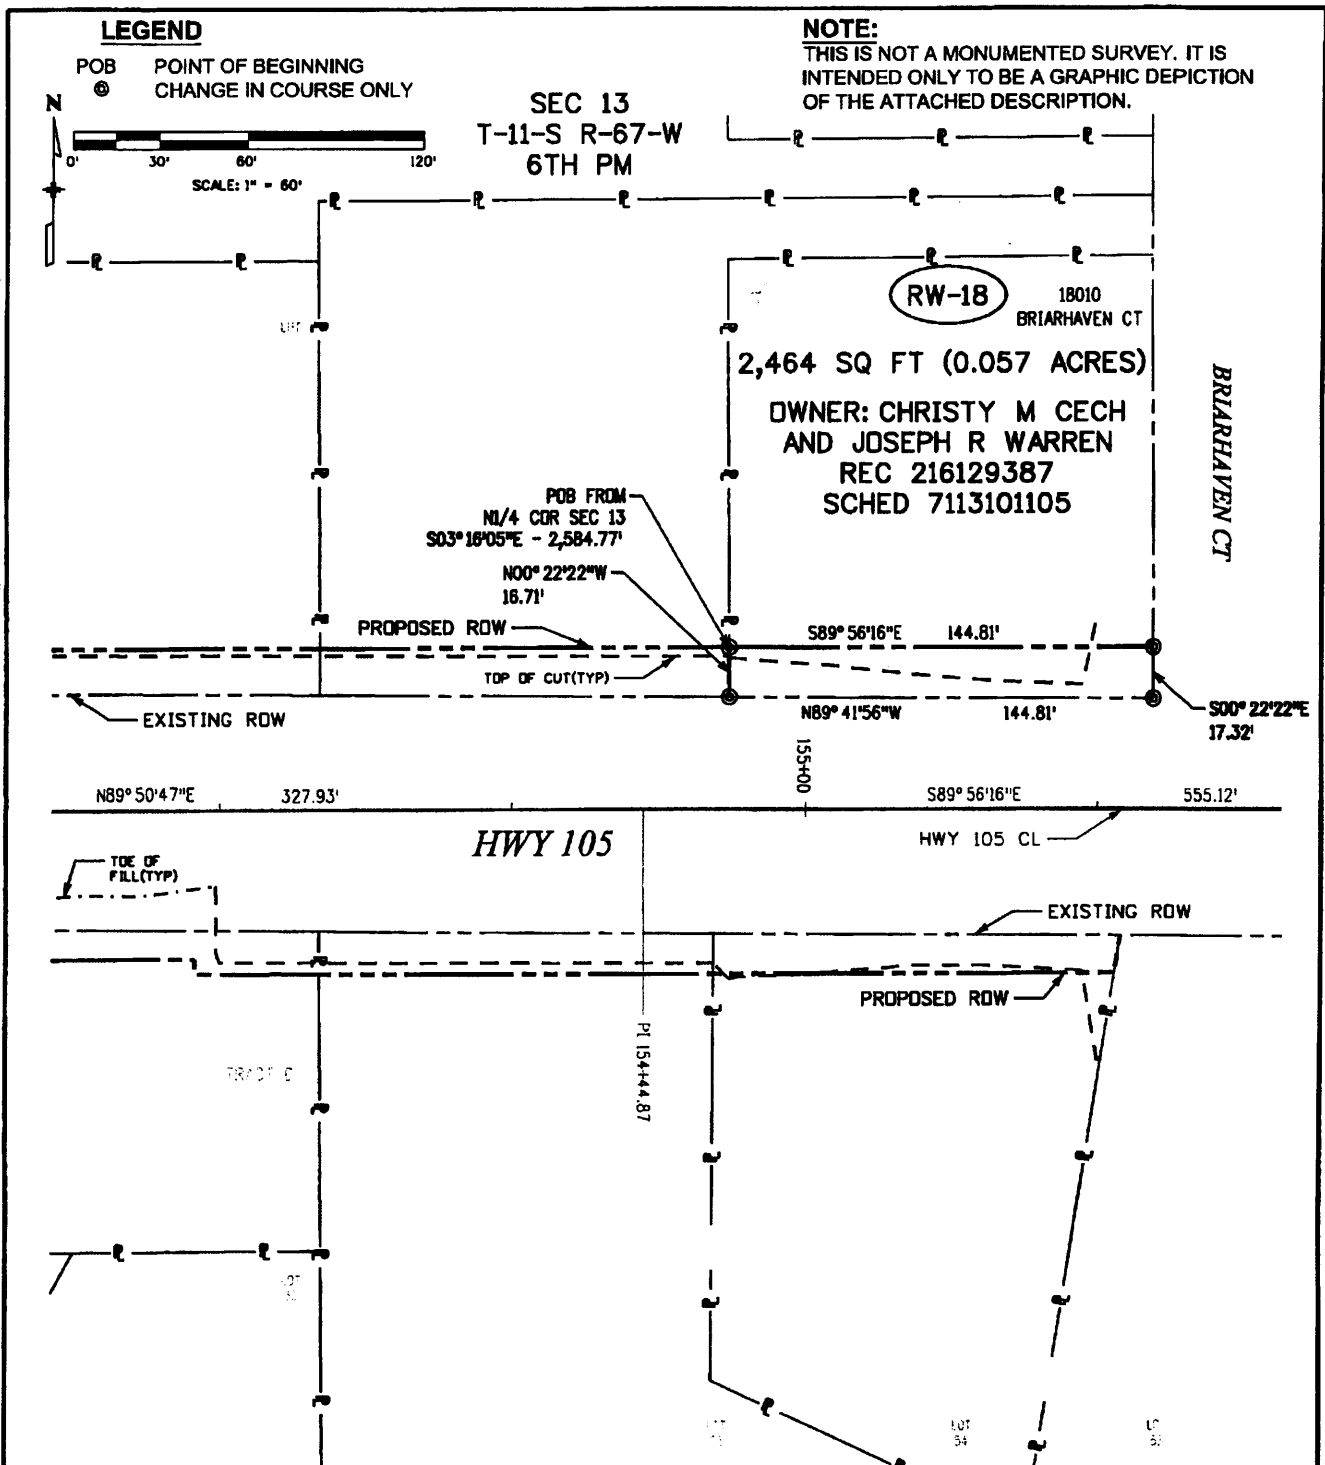 LEGEND
POB POINT OF BEGINNING
CHANGE IN COURSE ONLY
N
0' 30' 60' 120'
SCALE: 1" = 60'
SEC 13
T-11-S R-67-W
6TH PM
NOTE:
THIS IS NOT A MONUMENTED SURVEY. IT IS
INTENDED ONLY TO BE A GRAPHIC DEPICTION
OF THE ATTACHED DESCRIPTION.
RW-18
18010
BRIARHAVEN CT
2,464 SQ FT (0.057 ACRES)
OWNER: CHRISTY M CECH
AND JOSEPH R WARREN
REC 216129387
SCHED 7113101105
BRIARHAVEN CT
POB FROM
N1/4 COR SEC 13
S03°16'05"E - 2,584.77'
N00°22'22"W
16.71'
PROPOSED ROW
S89°56'16"E 144.81'
TOP OF CUT(TYP)
EXISTING ROW
N89°41'56"W 144.81'
S00°22'22"E
17.32'
155+00
N89°50'47"E 327.93'
S89°56'16"E 555.12'
HWY 105
HWY 105 CL
TOE OF
FILL(TYP)
EXISTING ROW
PROPOSED ROW
PI 154+44.87
TRACT
LOT
LOT
54